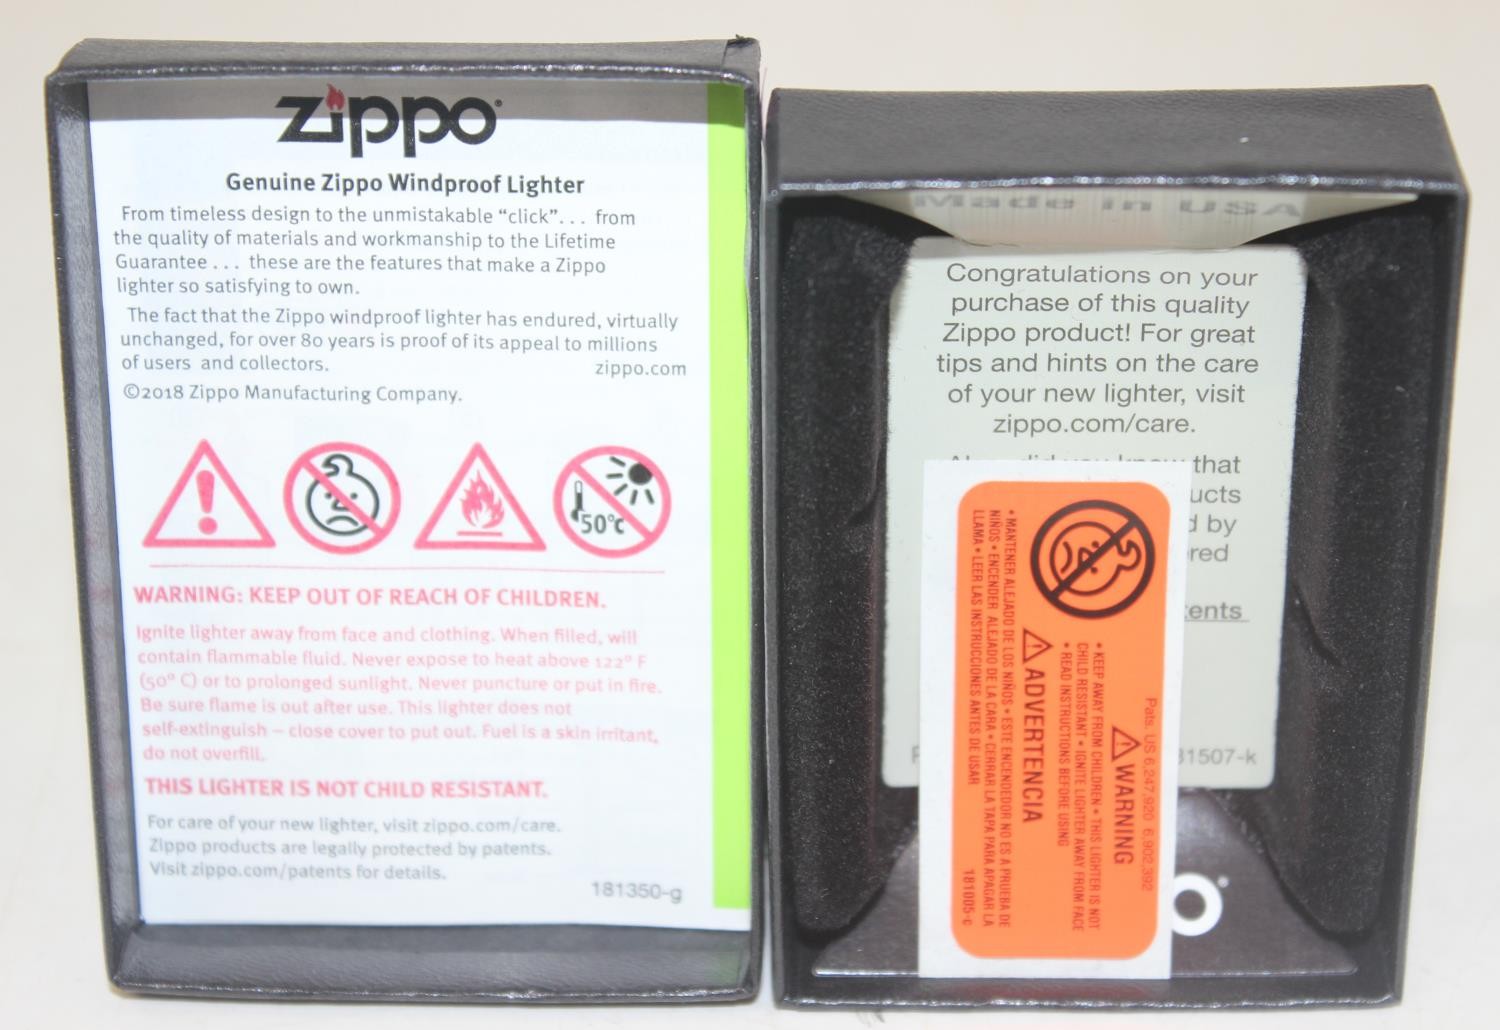 zippo
Genuine Zippo Windproof Lighter
From timeless design to the unmistakable “click”. . . from
the quality of materials and workmanship to the Lifetime
Guarantee . . . these are the features that make a Zippo
lighter so satisfying to own.
The fact that the Zippo windproof lighter has endured, virtually
unchanged, for over 80 years is proof of its appeal to millions
of users and collectors. zippo.com
©2018 Zippo Manufacturing Company.
50°C
WARNING: KEEP OUT OF REACH OF CHILDREN.
Ignite lighter away from face and clothing. When filled, will
contain flammable fluid. Never expose to heat above 122° F
(50° C) or to prolonged sunlight. Never puncture or put in fire.
Be sure flame is out after use. This lighter does not
self-extinguish – close cover to put out. Fuel is a skin irritant,
do not overfill.
THIS LIGHTER IS NOT CHILD RESISTANT.
For care of your new lighter, visit zippo.com/care.
Zippo products are legally protected by patents.
Visit zippo.com/patents for details.
181350-g
Made in USA
Congratulations on your
purchase of this quality
Zippo product! For great
tips and hints on the care
of your new lighter, visit
zippo.com/care.
that
ucts
d by
red
ents
31507-k
Pats. US 6,247,920 6,902,392
WARNING
• KEEP AWAY FROM CHILDREN • THIS LIGHTER IS NOT
CHILD RESISTANT • IGNITE LIGHTER AWAY FROM FACE
• READ INSTRUCTIONS BEFORE USING
ADVERTENCIA
• MANTENER ALEJADO DE LOS NIÑOS • ESTE ENCENDEDOR NO ES A PRUEBA DE
NIÑOS • ENCENDER ALEJADO DE LA CARA • CERRAR LA TAPA PARA APAGAR LA
LLAMA • LEER LAS INSTRUCCIONES ANTES DE USAR
181005-c
o